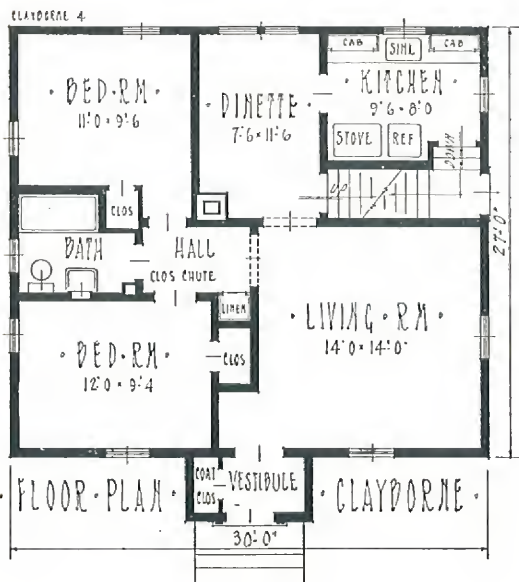 CLAYBORNE 4
CAB
SINK
CAB
BED·RM
11'-0 × 9'-6
DINETTE
7'-6 × 11'-6
KITCHEN
9'-6 × 8'-0
STOVE
REF
DOWN
UP
CLOS
BATH
HALL
CLOS CHUTE
LINEN
LIVING·RM
14'-0 × 14'-0"
27'-0"
BED·RM
12'-0 × 9'-4
CLOS
COAT
CLOS
VESTIBULE
FLOOR·PLAN
CLAYBORNE
30'-0"